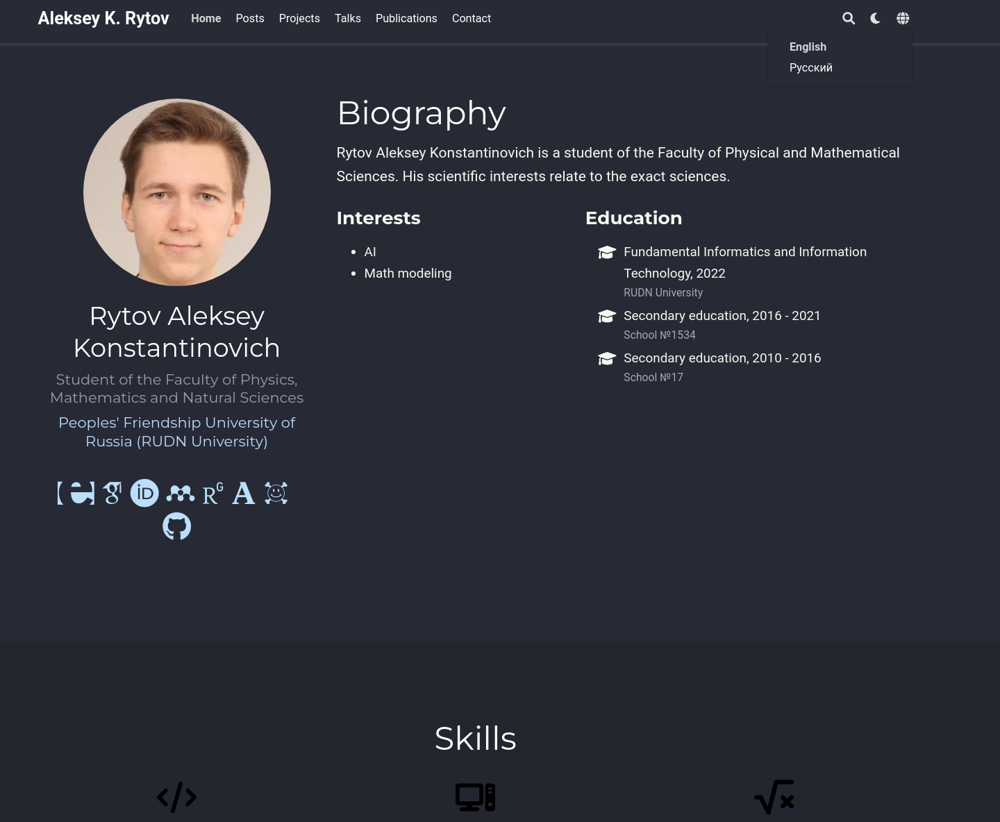 Aleksey K. Rytov
Home Posts Projects Talks Publications Contact
English
Русский
Biography
Rytov Aleksey Konstantinovich is a student of the Faculty of Physical and Mathematical
Sciences. His scientific interests relate to the exact sciences.
Interests
AI
Math modeling
Education
Fundamental Informatics and Information
Technology, 2022
RUDN University
Secondary education, 2016 - 2021
School №1534
Secondary education, 2010 - 2016
School №17
Rytov Aleksey
Konstantinovich
Student of the Faculty of Physics,
Mathematics and Natural Sciences
Peoples' Friendship University of
Russia (RUDN University)
Skills